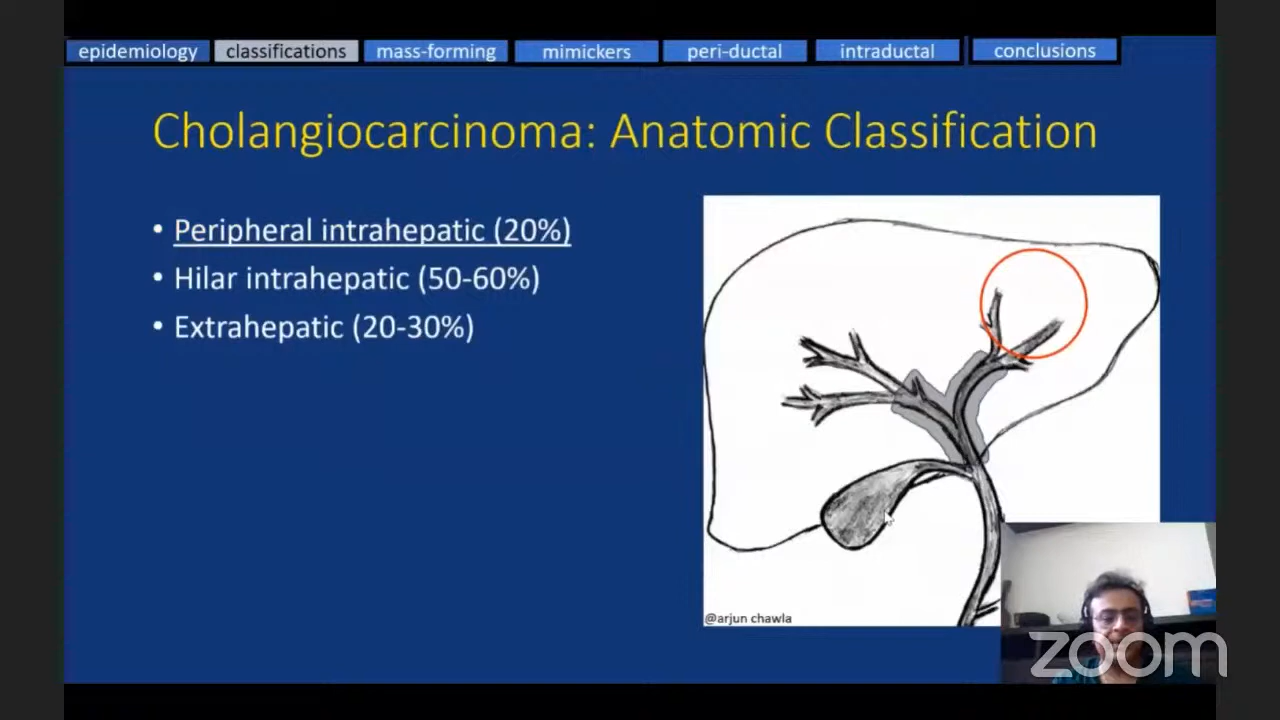 epidemiology classifications mass-forming mimickers peri-ductal intraductal conclusions
Cholangiocarcinoma: Anatomic Classification
• Peripheral intrahepatic (20%)
• Hilar intrahepatic (50-60%)
• Extrahepatic (20-30%)
@arjun chawla
zoom